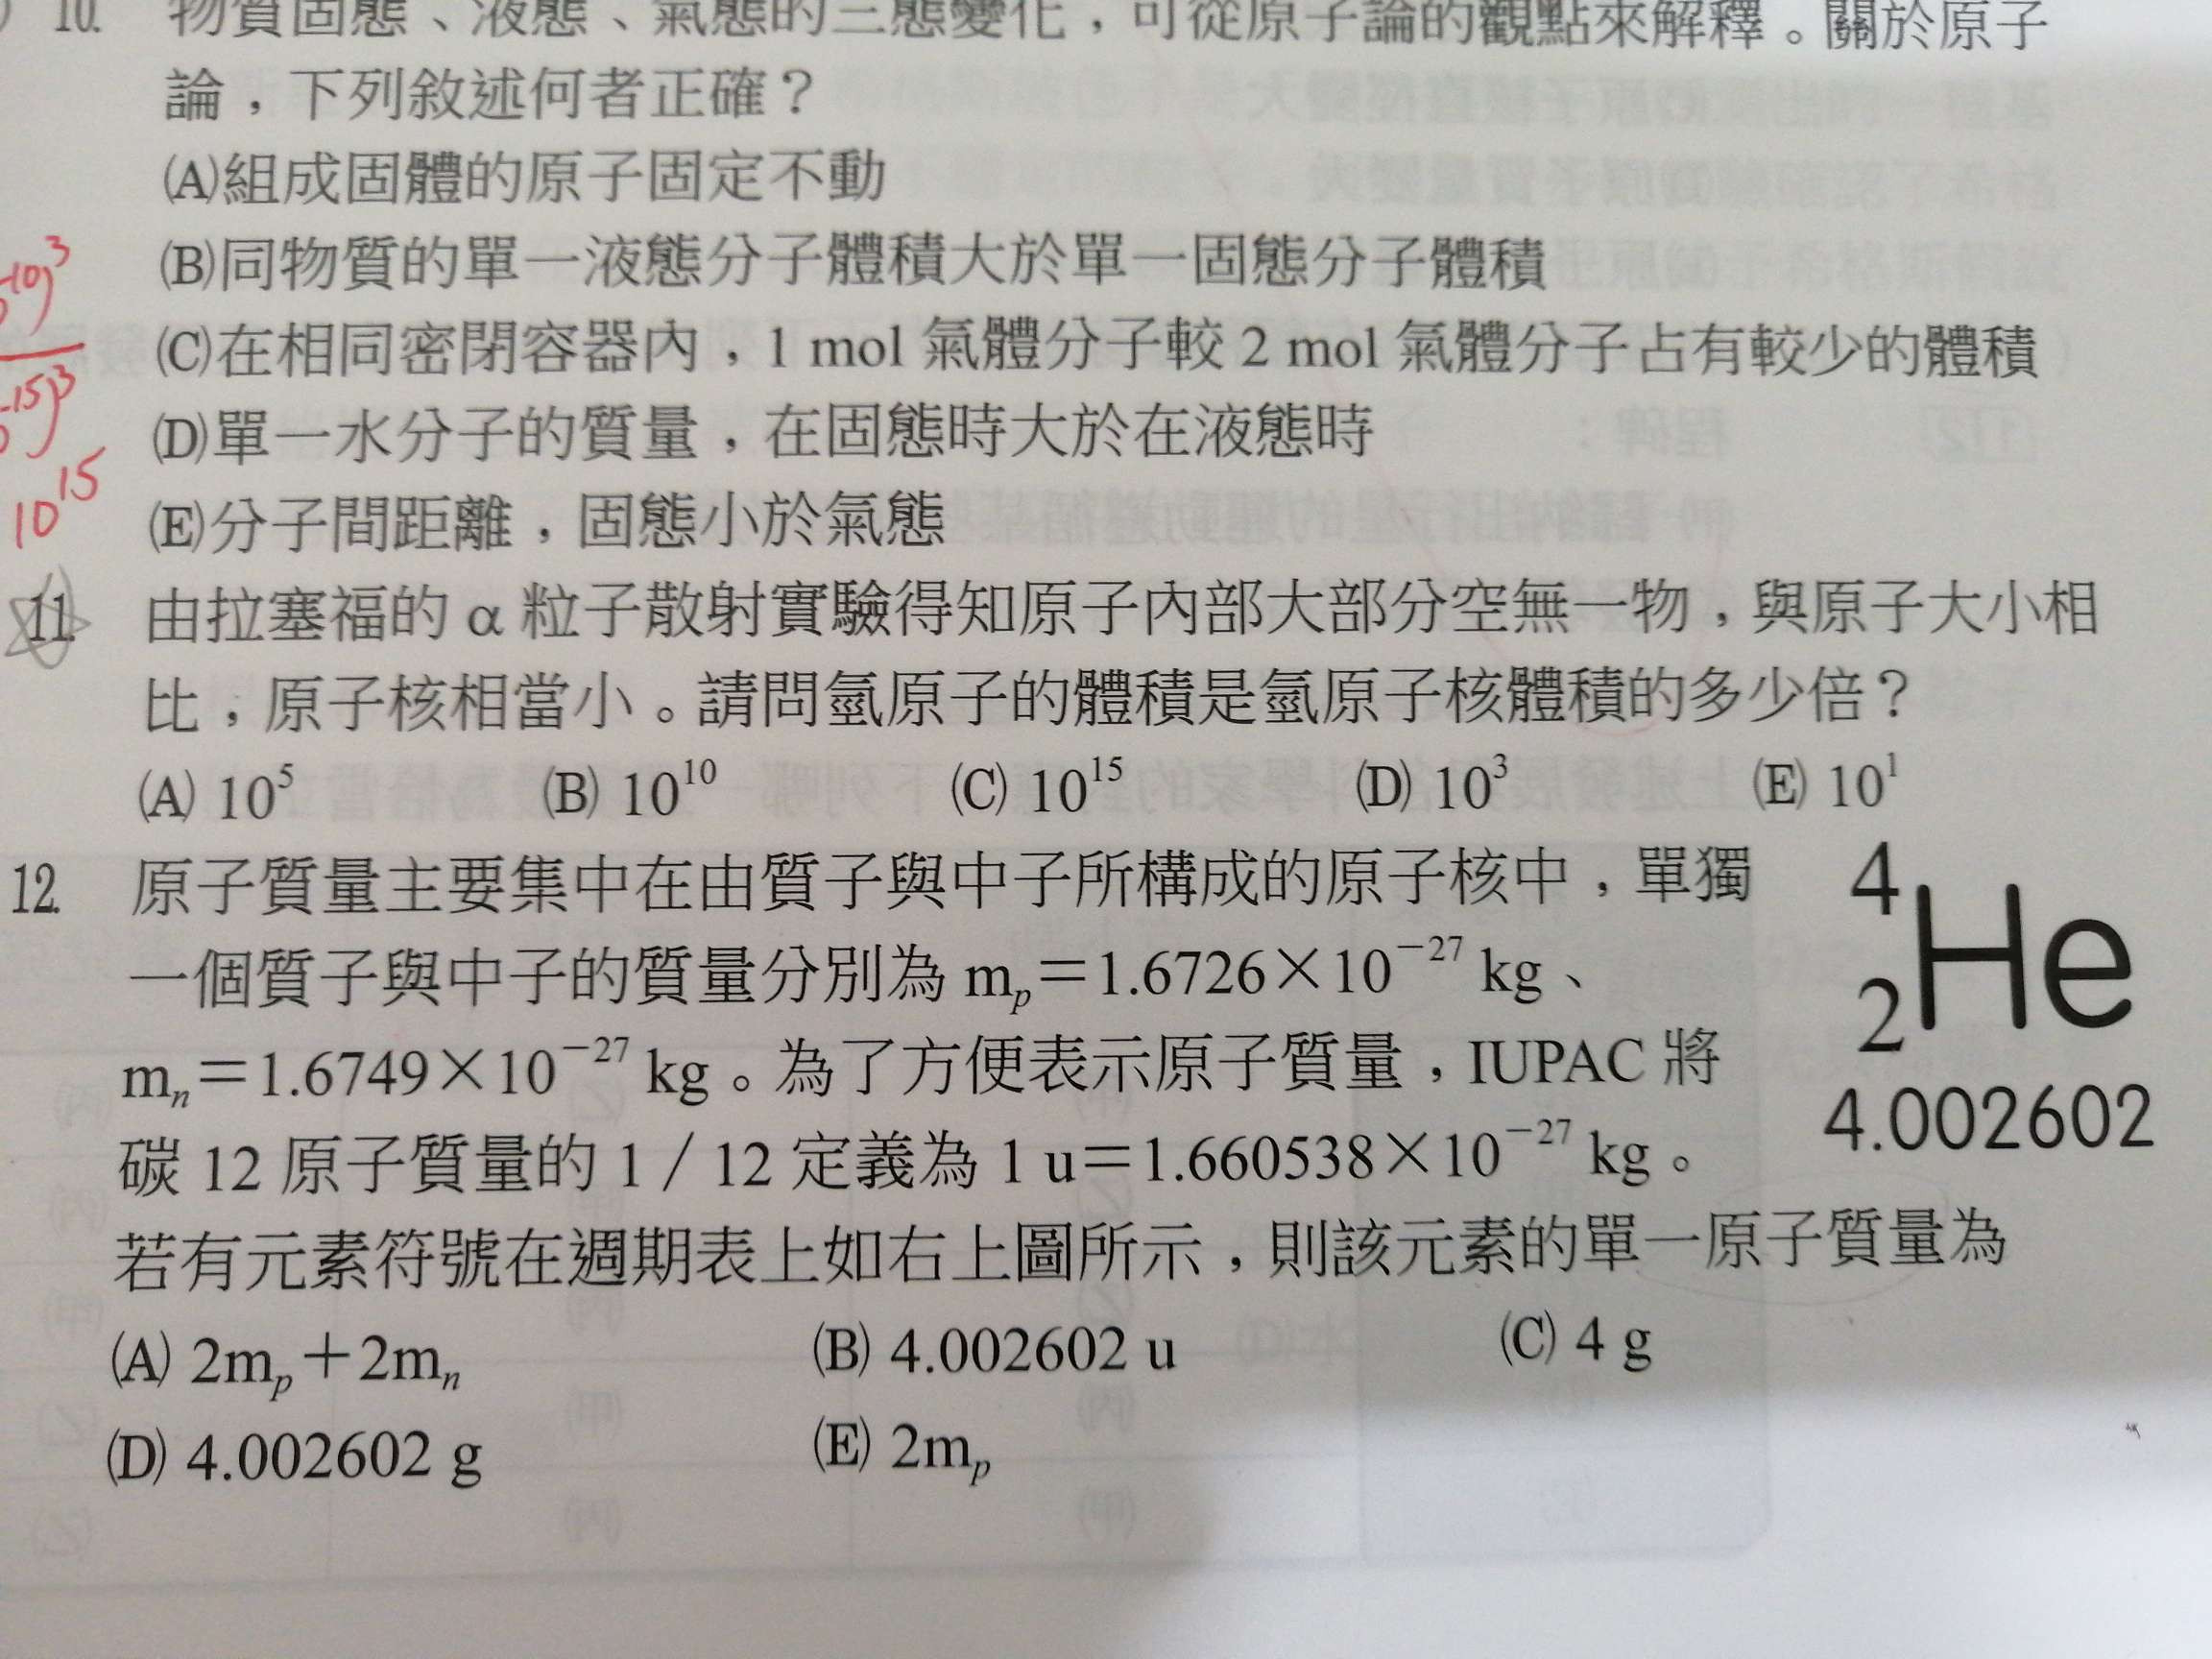 10. 物質固態、液態、氣態的三態變化，可從原子論的觀點來解釋。關於原子
論，下列敘述何者正確？
(A)組成固體的原子固定不動
(B)同物質的單一液態分子體積大於單一固態分子體積
(C)在相同密閉容器內，1 mol 氣體分子較 2 mol 氣體分子占有較少的體積
(D)單一水分子的質量，在固態時大於在液態時
(E)分子間距離，固態小於氣態
-10)³
-15)³
10¹⁵
11. 由拉塞福的 α 粒子散射實驗得知原子內部大部分空無一物，與原子大小相
比，原子核相當小。請問氫原子的體積是氫原子核體積的多少倍？
(A) 10⁵ (B) 10¹⁰ (C) 10¹⁵ (D) 10³ (E) 10¹
12. 原子質量主要集中在由質子與中子所構成的原子核中，單獨
一個質子與中子的質量分別為 mₚ＝1.6726×10⁻²⁷ kg、
mₙ＝1.6749×10⁻²⁷ kg。為了方便表示原子質量，IUPAC 將
碳 12 原子質量的 1／12 定義為 1 u＝1.660538×10⁻²⁷ kg。
若有元素符號在週期表上如右上圖所示，則該元素的單一原子質量為
(A) 2mₚ＋2mₙ (B) 4.002602 u (C) 4 g
(D) 4.002602 g (E) 2mₚ
⁴₂He
4.002602